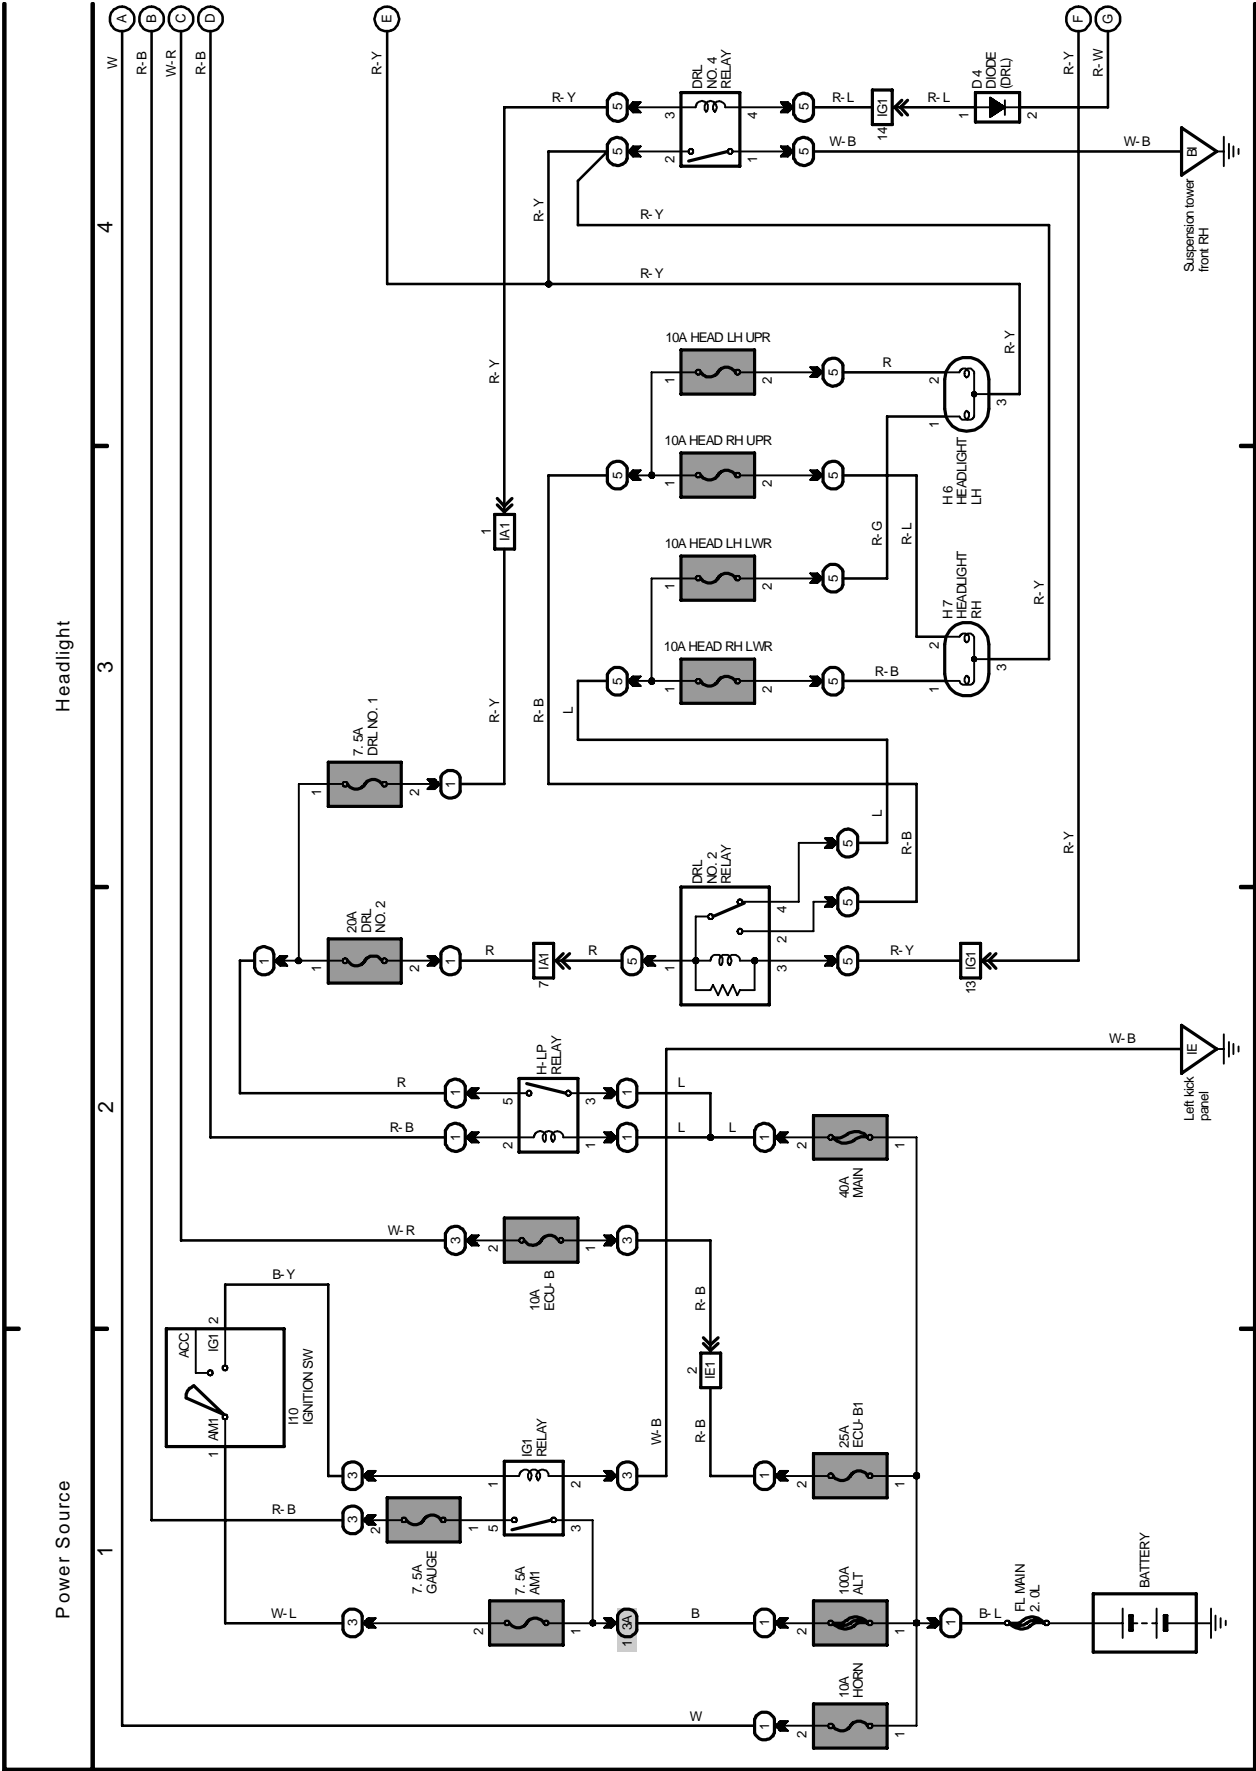 Power Source
Headlight
1
2
3
4
A
B
C
D
E
F
G
W
R-B
W-R
R-B
R-Y
R-Y
R-W
W-L
R-B
B-Y
W-R
R-B
R
AM1
ACC
IG1
1
2
I10
IGNITION SW
3
3
3
2
7. 5A
GAUGE
1
5
1
IG1
RELAY
3
2
2
7. 5A
AM1
1
1 3A
3
W-B
B
W
1
2
10A
HORN
1
1
2
100A
ALT
1
1
B-L
FL MAIN
2. 0L
BATTERY
1
2
25A
ECU-B1
1
R-B
2
IE1
R-B
3
2
10A
ECU-B
1
3
1
1
2
5
H-LP
RELAY
1
3
1
1
L
L
L
1
2
40A
MAIN
1
W-B
IE
Left kick
panel
1
1
20A
DRL
NO. 2
2
1
R
7
IA1
R
5
1
DRL
NO. 2
RELAY
3
2
4
5
5
5
R-Y
13
IG1
R-B
L
R-Y
1
7. 5A
DRL NO. 1
2
1
R-Y
1
IA1
R-Y
R-B
L
5
5
10A HEAD RH LWR
1
2
5
R-B
10A HEAD LH LWR
1
2
5
R-G
10A HEAD RH UPR
1
2
5
R-L
10A HEAD LH UPR
1
2
5
R
1
2
3
H7
HEADLIGHT
RH
1
2
3
H6
HEADLIGHT
LH
R-Y
R-Y
R-Y
R-Y
R-Y
R-Y
5
5
2
3
DRL
NO. 4
RELAY
1
4
5
5
W-B
R-L
14
IG1
R-L
1
D4
DIODE
(DRL)
2
W-B
BI
Suspension tower
front RH